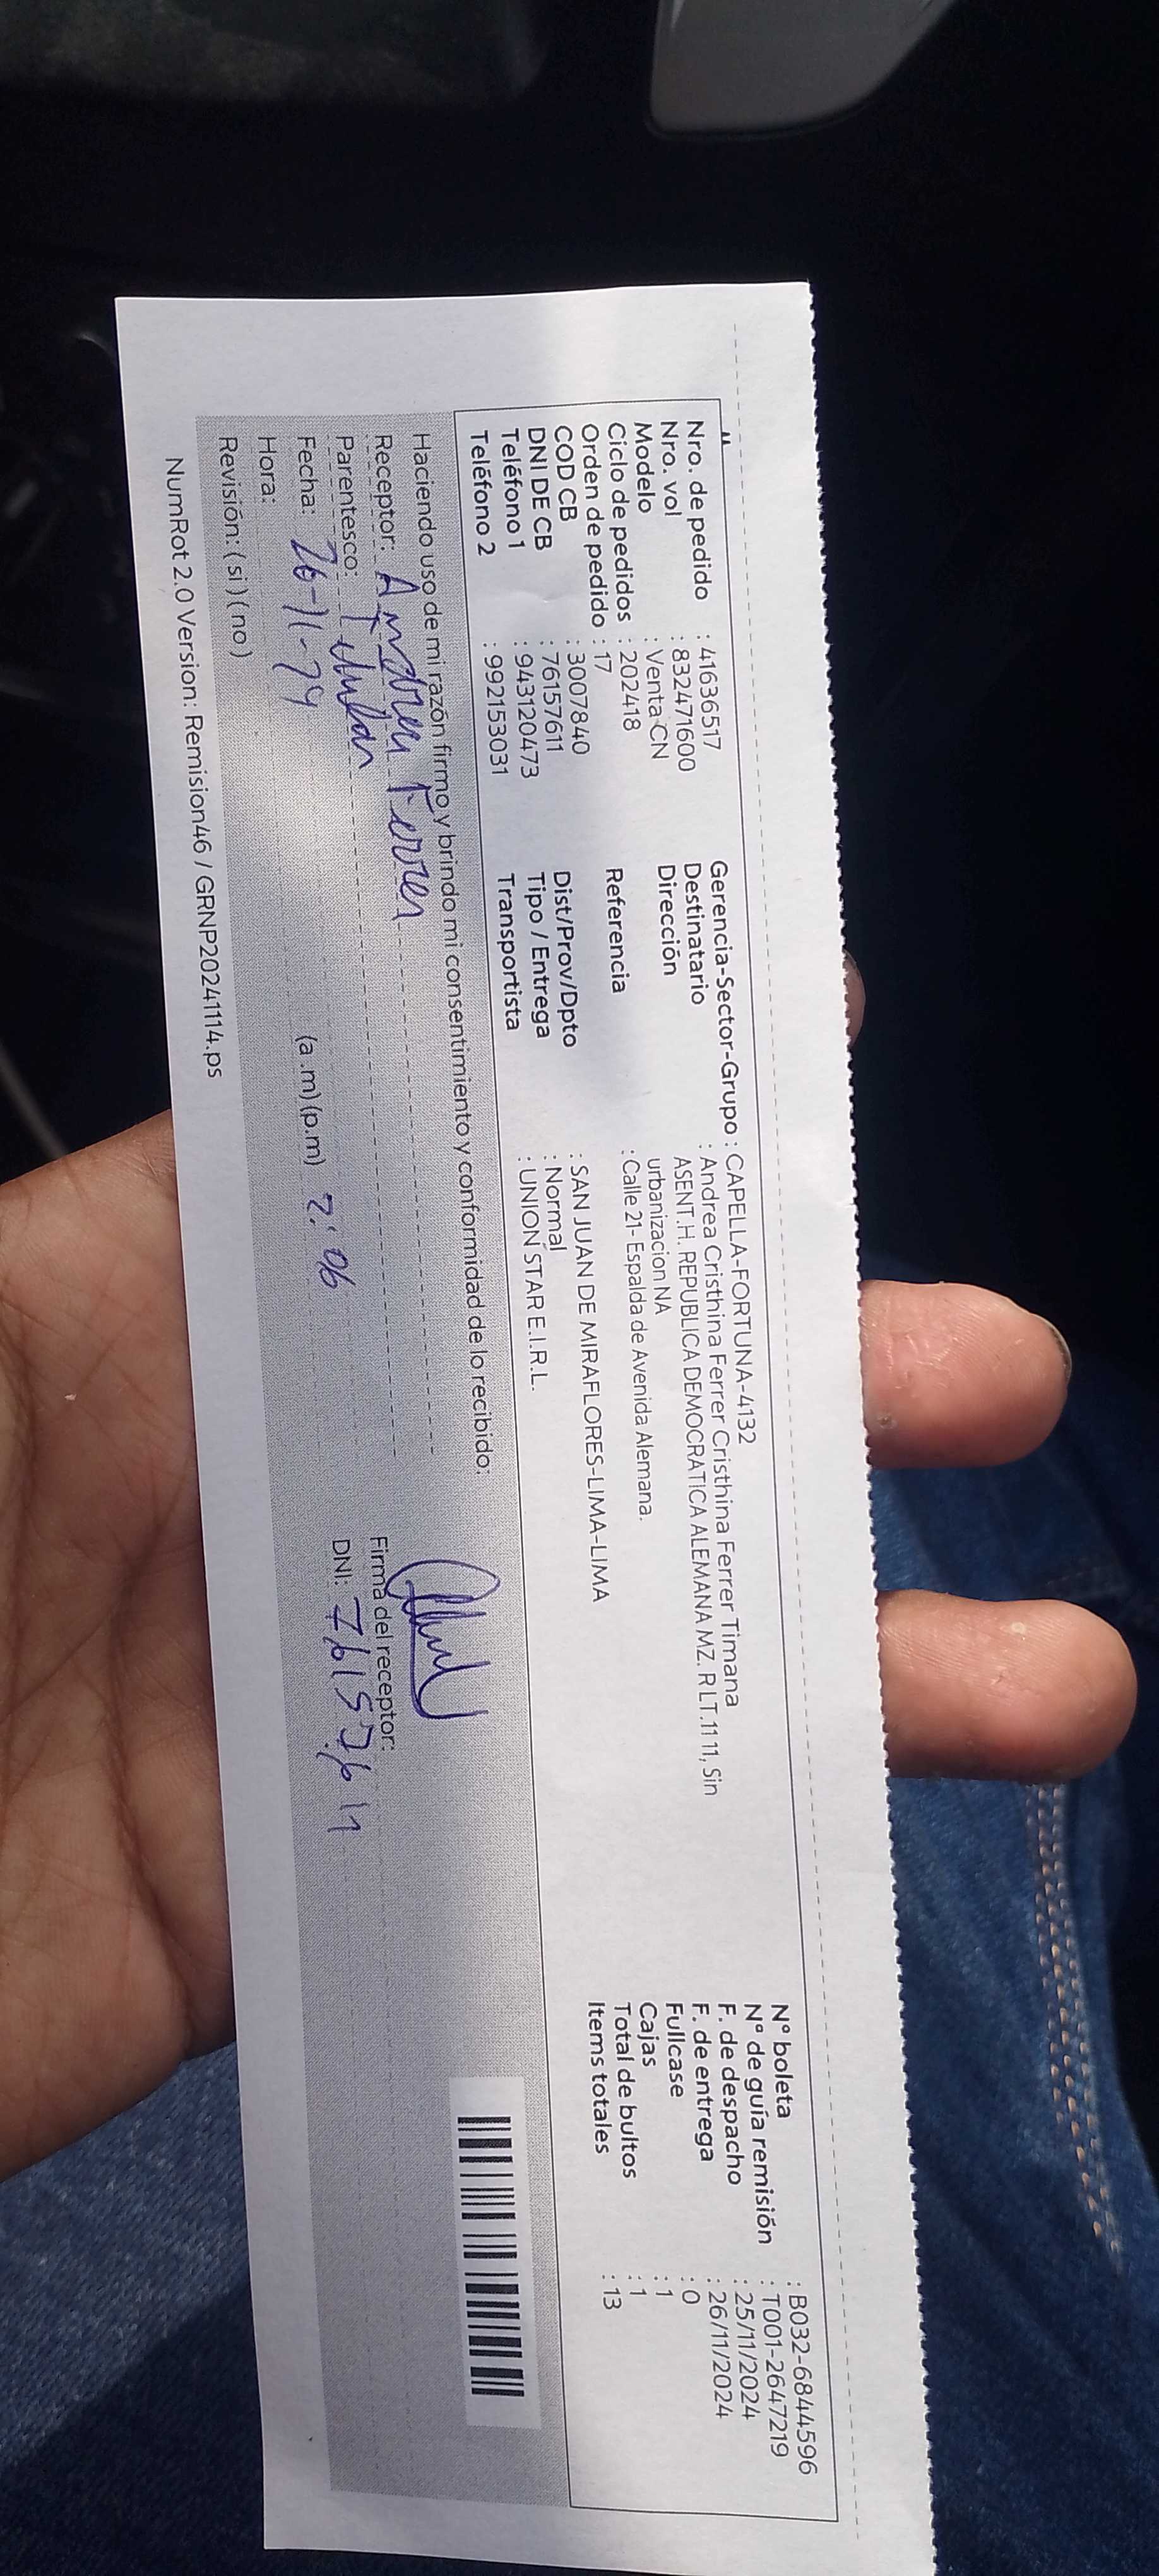 Nro. de pedido : 41636517
Nro. vol : 832471600
Modelo : Venta CN
Ciclo de pedidos : 202418
Orden de pedido : 17
COD CB : 3007840
DNI DE CB : 76157611
Teléfono 1 : 943120473
Teléfono 2 : 992153031
Gerencia-Sector-Grupo : CAPELLA-FORTUNA-4132
Destinatario : Andrea Cristhina Ferrer Cristhina Ferrer Timana
Dirección ASENT.H. REPUBLICA DEMOCRATICA ALEMANA MZ. R LT.11 11, Sin
urbanizacion NA
Referencia : Calle 21- Espalda de Avenida Alemana.
Dist/Prov/Dpto : SAN JUAN DE MIRAFLORES-LIMA-LIMA
Tipo / Entrega : Normal
Transportista : UNION STAR E.I.R.L.
N° boleta : B032-6844596
N° de guía remisión : T001-2647219
F. de despacho : 25/11/2024
F. de entrega : 26/11/2024
Fullcase : 0
Cajas : 1
Total de bultos : 1
Items totales : 13
Haciendo uso de mi razón firmo y brindo mi consentimiento y conformidad de lo recibido:
Receptor: Andrea Ferrer
Parentesco: Titular
Fecha: 26-11-24
Hora: (a.m) (p.m) 2:06
Revisión: ( si ) ( no )
Firma del receptor:
DNI: 76157611
NumRot 2.0 Version: Remision46 / GRNP20241114.ps